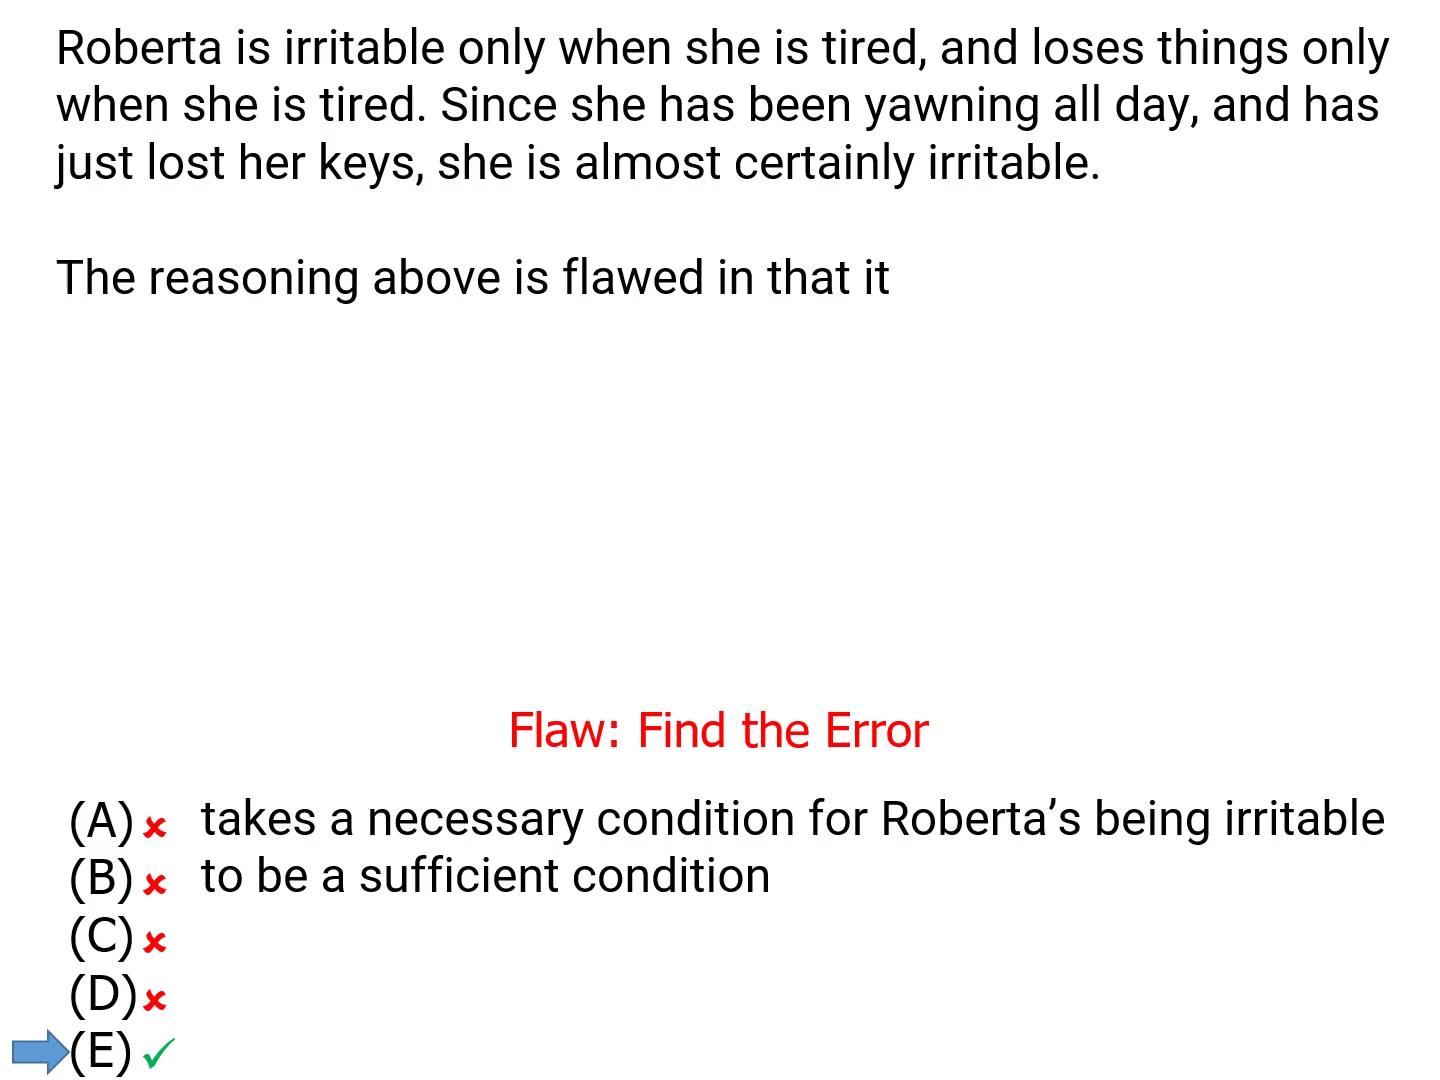 Roberta is irritable only when she is tired, and loses things only
when she is tired. Since she has been yawning all day, and has
just lost her keys, she is almost certainly irritable.
The reasoning above is flawed in that it
Flaw: Find the Error
(A) ✘ takes a necessary condition for Roberta’s being irritable
(B) ✘ to be a sufficient condition
(C) ✘
(D) ✘
(E) ✓